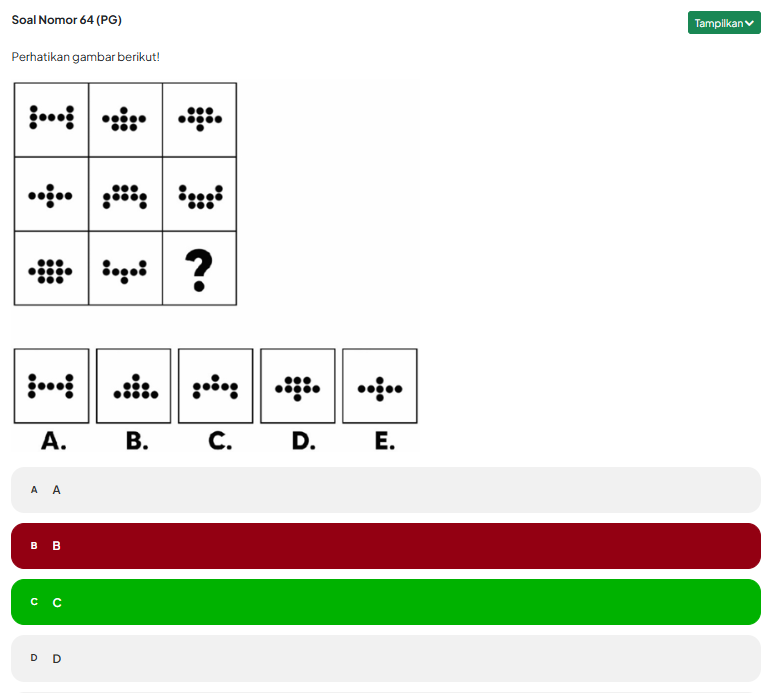 Soal Nomor 64 (PG)
Tampilkan
Perhatikan gambar berikut!
?
A. B. C. D. E.
A A
B B
C C
D D